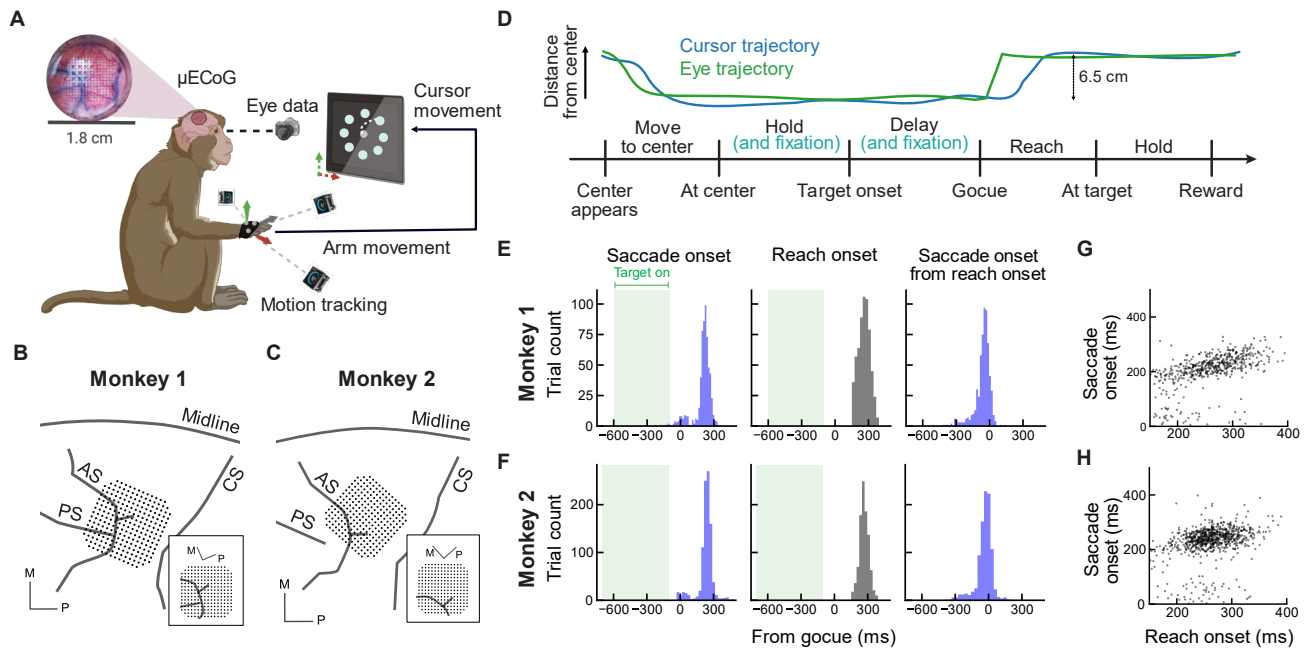 A
μECoG
Eye data
Cursor
movement
1.8 cm
Arm movement
Motion tracking
B
Monkey 1
Midline
AS
PS
CS
M
P
M
P
C
Monkey 2
Midline
AS
PS
CS
M
P
M
P
D
Distance
from center
Cursor trajectory
Eye trajectory
6.5 cm
Move
to center
Hold
(and fixation)
Delay
(and fixation)
Reach
Hold
Center
appears
At center
Target onset
Gocue
At target
Reward
E
Saccade onset
Target on
Reach onset
Saccade onset
from reach onset
Monkey 1
Trial count
100
75
50
25
0
−600 −300 0 300
−600 −300 0 300
−600 −300 0 300
F
Monkey 2
Trial count
200
100
0
−600 −300 0 300
−600 −300 0 300
−600 −300 0 300
From gocue (ms)
G
Saccade
onset (ms)
400
200
0
200 300 400
H
Saccade
onset (ms)
400
200
0
200 300 400
Reach onset (ms)